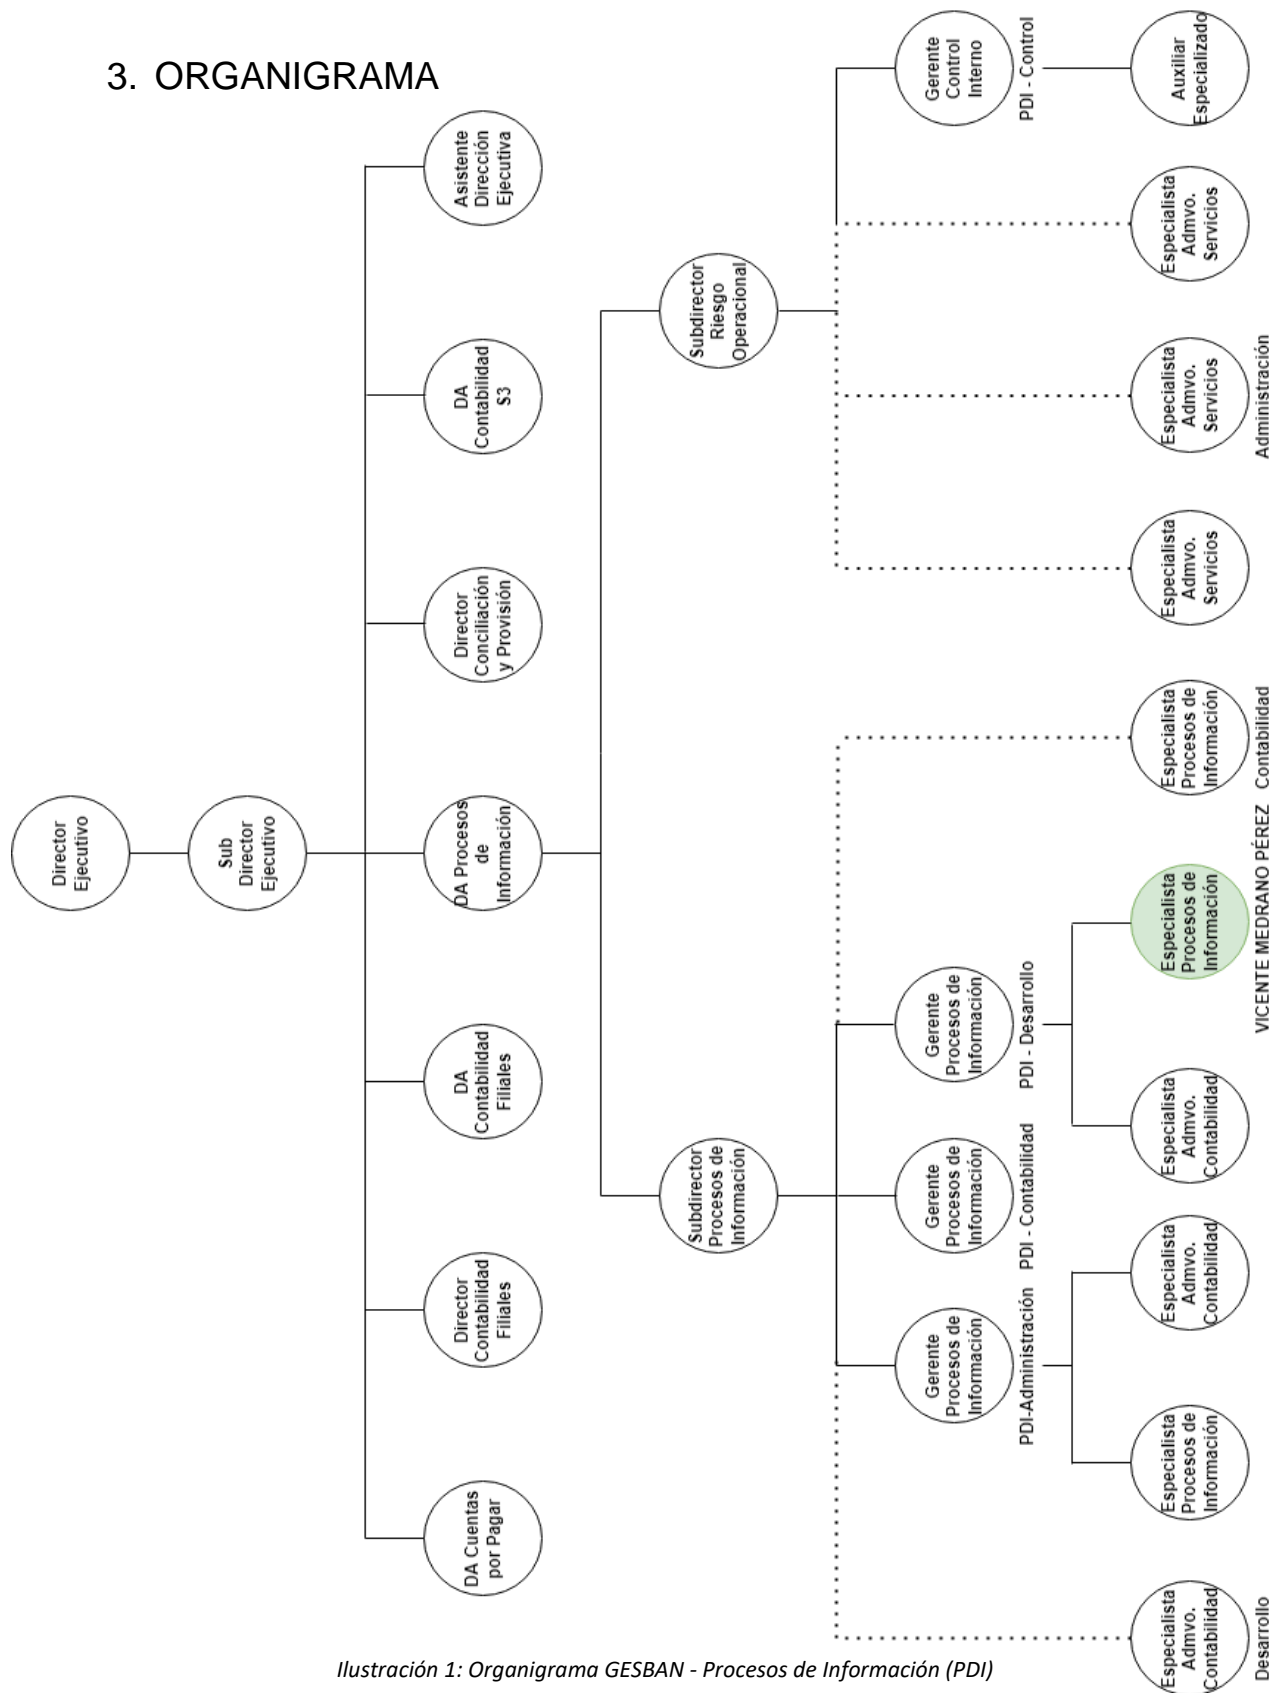 3. ORGANIGRAMA
Director
Ejecutivo
Sub
Director
Ejecutivo
DA Cuentas
por Pagar
Director
Contabilidad
Filiales
DA
Contabilidad
Filiales
DA Procesos
de
Información
Director
Conciliación
y Provisión
DA
Contabilidad
S3
Asistente
Dirección
Ejecutiva
Subdirector
Procesos de
Información
Subdirector
Riesgo
Operacional
Gerente
Procesos de
Información
PDI-Administración
Gerente
Procesos de
Información
PDI - Contabilidad
Gerente
Procesos de
Información
PDI - Desarrollo
Gerente
Control
Interno
PDI - Control
Especialista
Admvo.
Contabilidad
Desarrollo
Especialista
Procesos de
Información
Especialista
Admvo.
Contabilidad
Especialista
Admvo.
Contabilidad
Especialista
Procesos de
Información
VICENTE MEDRANO PÉREZ
Especialista
Procesos de
Información
Contabilidad
Especialista
Admvo.
Servicios
Especialista
Admvo.
Servicios
Administración
Especialista
Admvo.
Servicios
Auxiliar
Especializado
Ilustración 1: Organigrama GESBAN - Procesos de Información (PDI)